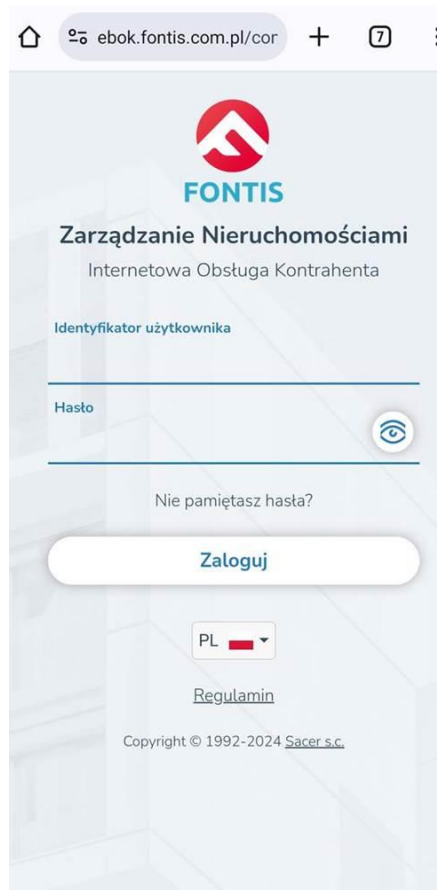 ebok.fontis.com.pl/cor
7
FONTIS
Zarządzanie Nieruchomościami
Internetowa Obsługa Kontrahenta
Identyfikator użytkownika
Hasło
Nie pamiętasz hasła?
Zaloguj
PL
Regulamin
Copyright © 1992-2024 Sacer s.c.